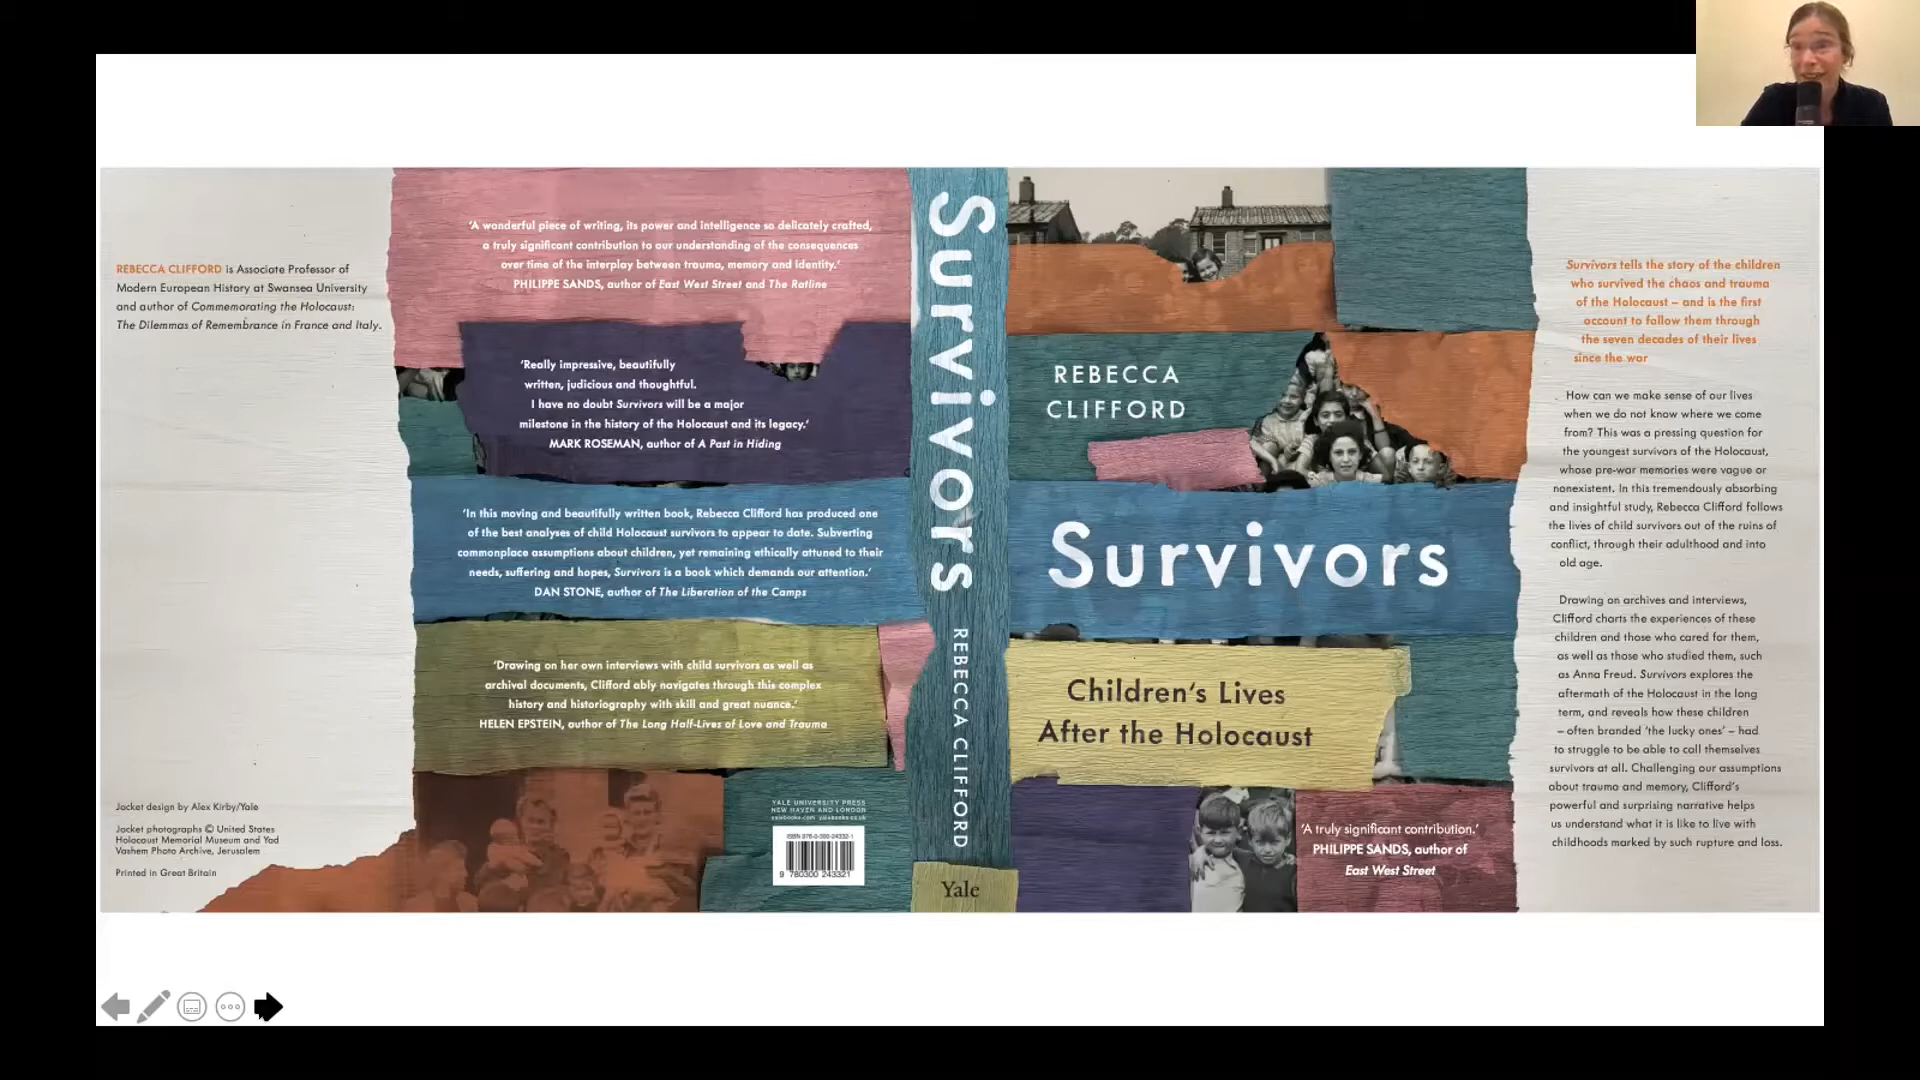 REBECCA CLIFFORD is Associate Professor of
Modern European History at Swansea University
and author of Commemorating the Holocaust:
The Dilemmas of Remembrance in France and Italy.
Jacket design by Alex Kirby/Yale
Jacket photographs © United States
Holocaust Memorial Museum and Yad
Vashem Photo Archive, Jerusalem
Printed in Great Britain
‘A wonderful piece of writing, its power and intelligence so delicately crafted,
a truly significant contribution to our understanding of the consequences
over time of the interplay between trauma, memory and identity.’
PHILIPPE SANDS, author of East West Street and The Ratline
‘Really impressive, beautifully
written, judicious and thoughtful.
I have no doubt Survivors will be a major
milestone in the history of the Holocaust and its legacy.’
MARK ROSEMAN, author of A Past in Hiding
‘In this moving and beautifully written book, Rebecca Clifford has produced one
of the best analyses of child Holocaust survivors to appear to date. Subverting
commonplace assumptions about children, yet remaining ethically attuned to their
needs, suffering and hopes, Survivors is a book which demands our attention.’
DAN STONE, author of The Liberation of the Camps
‘Drawing on her own interviews with child survivors as well as
archival documents, Clifford ably navigates through this complex
history and historiography with skill and great nuance.’
HELEN EPSTEIN, author of The Long Half-Lives of Love and Trauma
YALE UNIVERSITY PRESS
NEW HAVEN AND LONDON
yalebooks.com yalebooks.co.uk
ISBN 978-0-300-24332-1
9 780300 243321
Survivors
REBECCA CLIFFORD
Yale
REBECCA
CLIFFORD
Survivors
Children’s Lives
After the Holocaust
‘A truly significant contribution.’
PHILIPPE SANDS, author of
East West Street
Survivors tells the story of the children
who survived the chaos and trauma
of the Holocaust – and is the first
account to follow them through
the seven decades of their lives
since the war
How can we make sense of our lives
when we do not know where we come
from? This was a pressing question for
the youngest survivors of the Holocaust,
whose pre-war memories were vague or
nonexistent. In this tremendously absorbing
and insightful study, Rebecca Clifford follows
the lives of child survivors out of the ruins of
conflict, through their adulthood and into
old age.
Drawing on archives and interviews,
Clifford charts the experiences of these
children and those who cared for them,
as well as those who studied them, such
as Anna Freud. Survivors explores the
aftermath of the Holocaust in the long
term, and reveals how these children
– often branded ‘the lucky ones’ – had
to struggle to be able to call themselves
survivors at all. Challenging our assumptions
about trauma and memory, Clifford’s
powerful and surprising narrative helps
us understand what it is like to live with
childhoods marked by such rupture and loss.